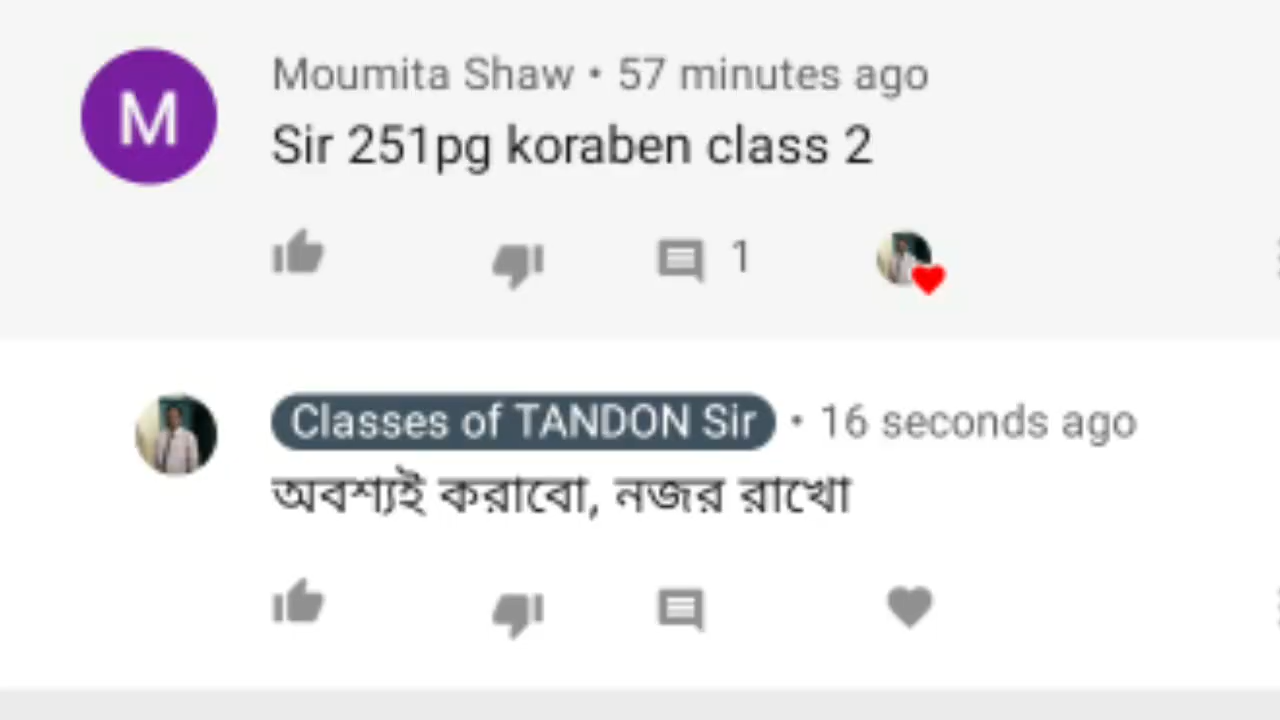 M
Moumita Shaw • 57 minutes ago
Sir 251pg koraben class 2
1
Classes of TANDON Sir • 16 seconds ago
অবশ্যই করাবো, নজর রাখো